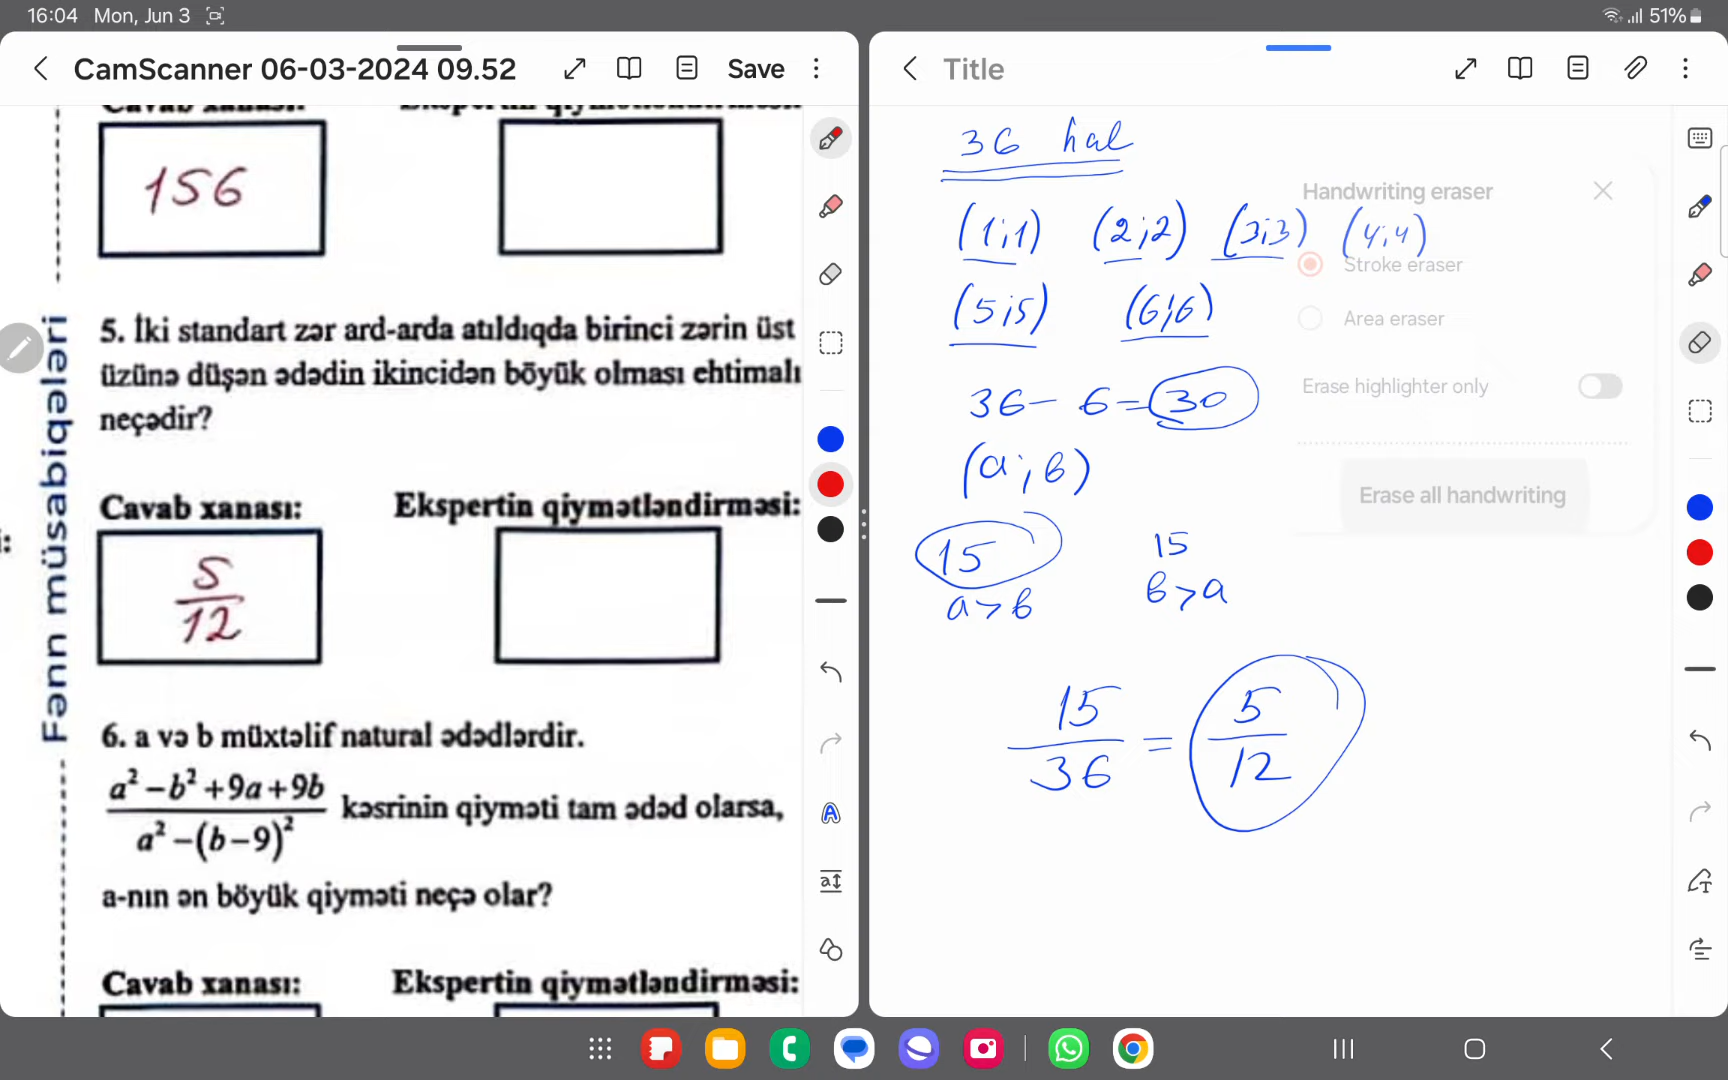 16:04 Mon, Jun 3
51%
CamScanner 06-03-2024 09.52
Save
Cavab xanası:
Ekspertin qiymətləndirməsi:
156
Fənn müsabiqələri
5. İki standart zər ard-arda atıldıqda birinci zərin üst
üzünə düşən ədədin ikincidən böyük olması ehtimalı
neçədir?
Cavab xanası:
Ekspertin qiymətləndirməsi:
5
12
6. a və b müxtəlif natural ədədlərdir.
a² − b² + 9a + 9b
a² − (b − 9)²
kəsrinin qiyməti tam ədəd olarsa,
a-nın ən böyük qiyməti neçə olar?
Cavab xanası:
Ekspertin qiymətləndirməsi:
Title
36 hal
(1;1) (2;2) (3;3) (4;4)
(5;5) (6;6)
36 − 6 = 30
(a;b)
15 15
a > b b > a
15/36 = 5/12
Handwriting eraser
Stroke eraser
Area eraser
Erase highlighter only
Erase all handwriting